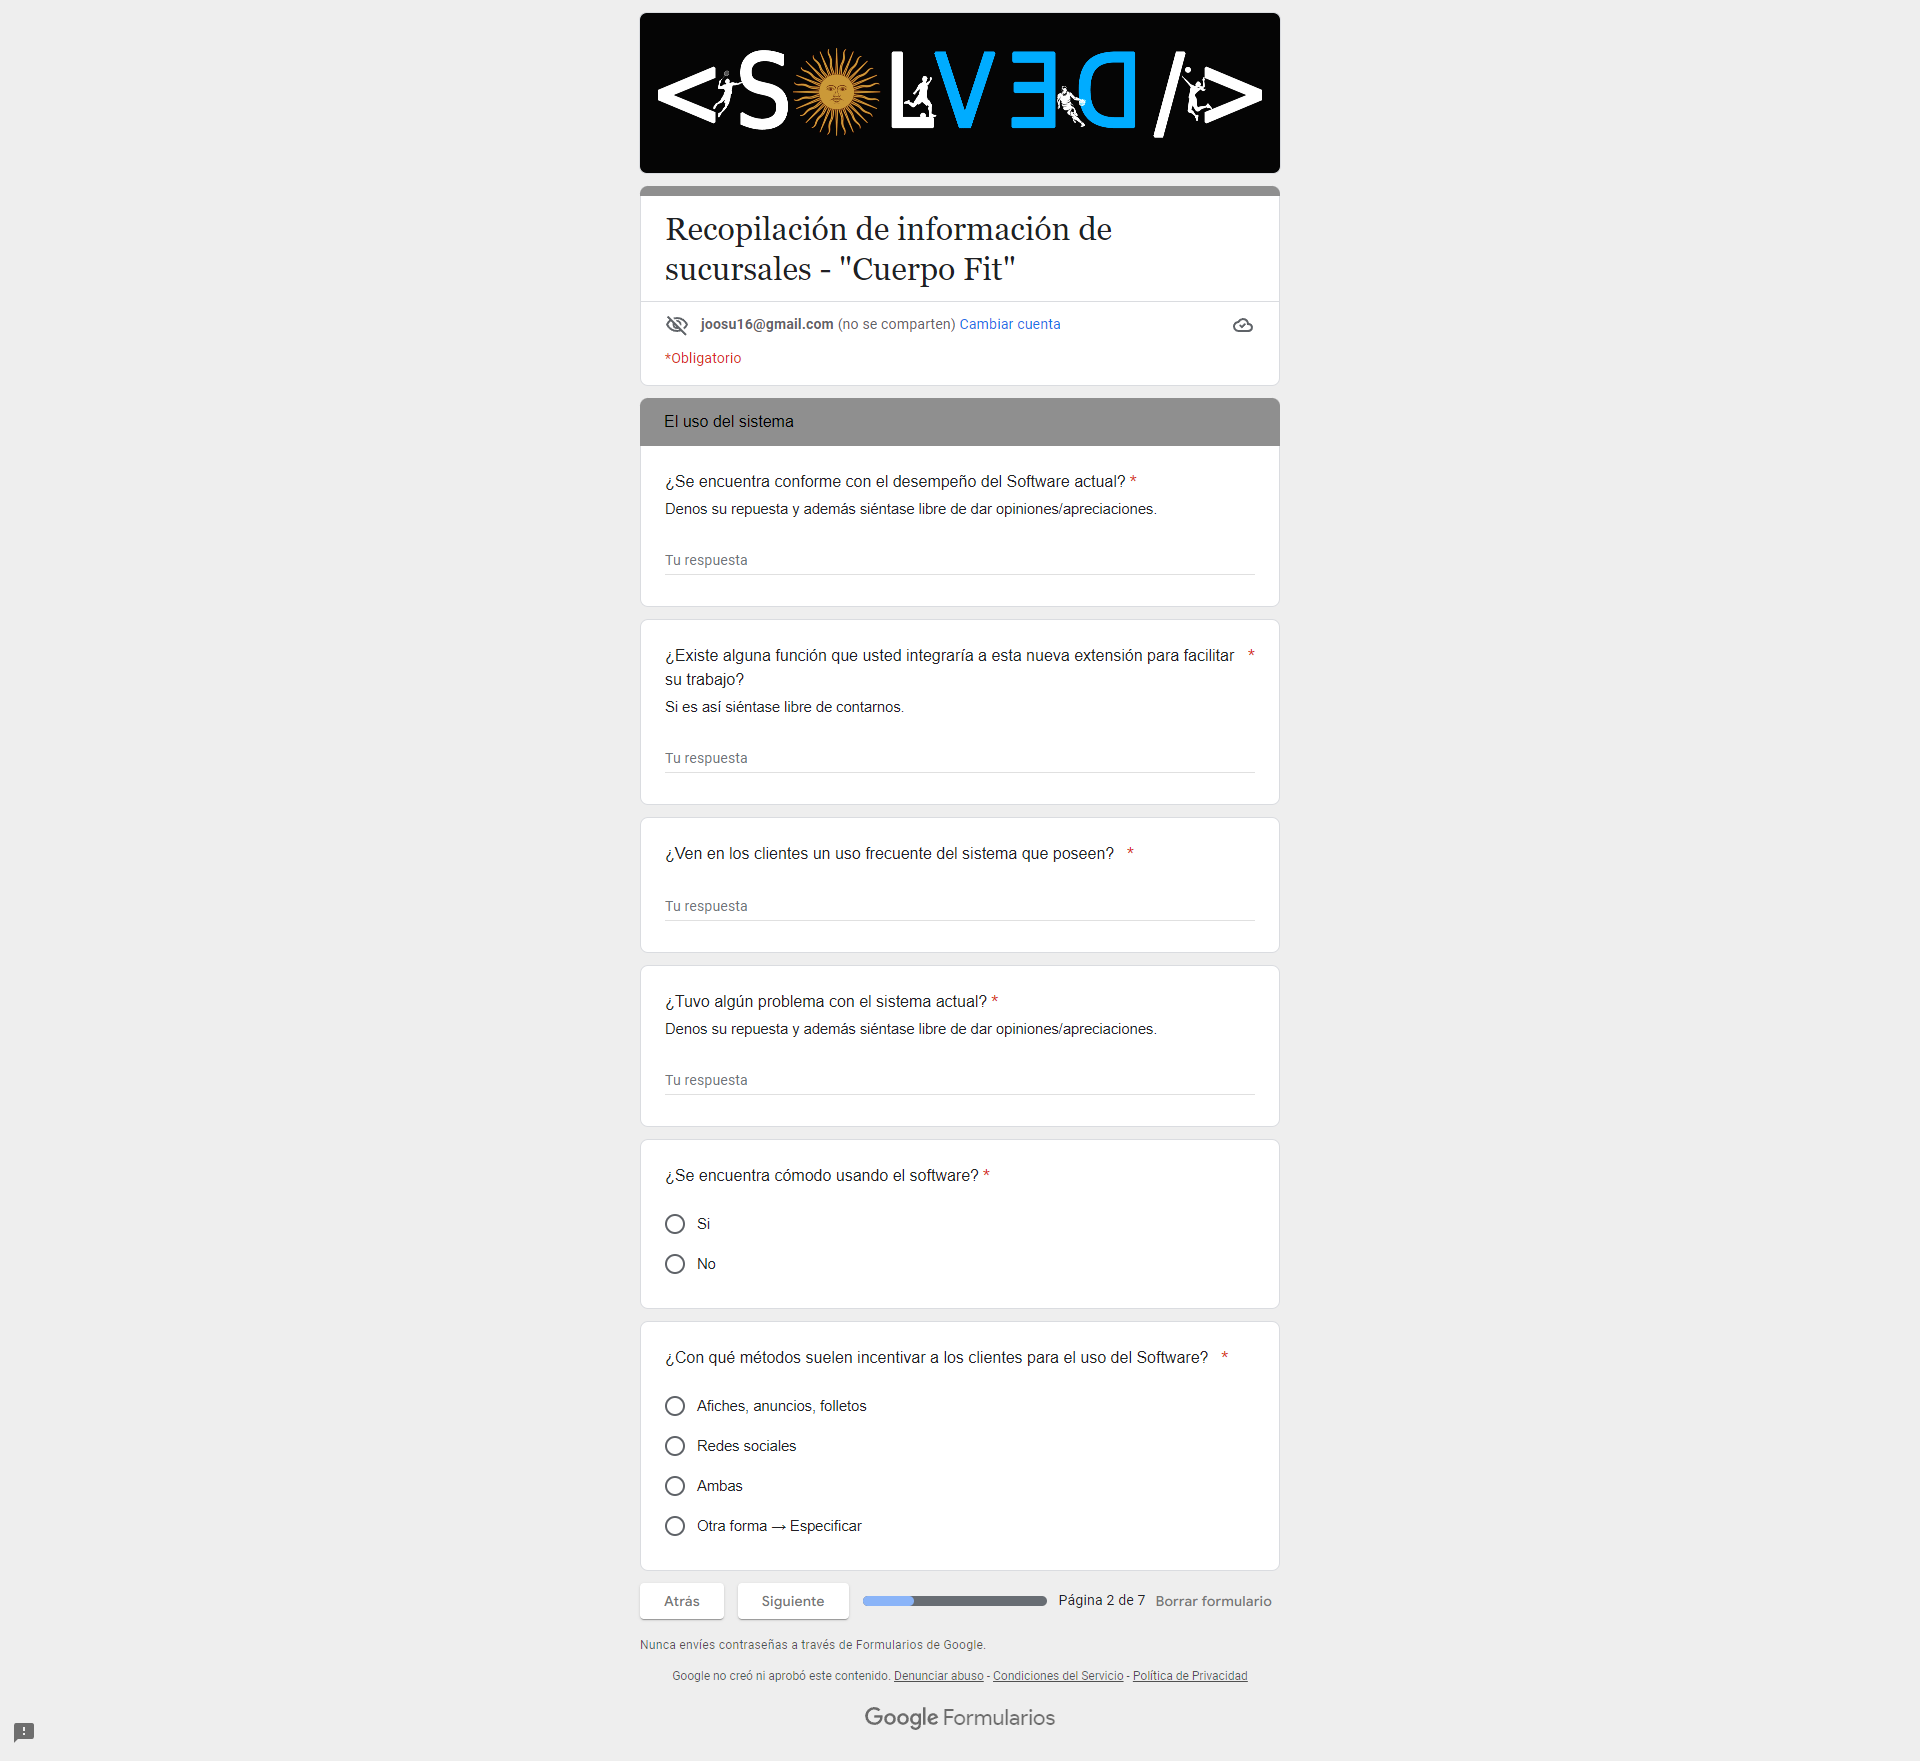 <SOLVED/>
Recopilación de información de
sucursales - "Cuerpo Fit"
joosu16@gmail.com (no se comparten) Cambiar cuenta
*Obligatorio
El uso del sistema
¿Se encuentra conforme con el desempeño del Software actual? *
Denos su repuesta y además siéntase libre de dar opiniones/apreciaciones.
Tu respuesta
¿Existe alguna función que usted integraría a esta nueva extensión para facilitar *
su trabajo?
Si es así siéntase libre de contarnos.
Tu respuesta
¿Ven en los clientes un uso frecuente del sistema que poseen? *
Tu respuesta
¿Tuvo algún problema con el sistema actual? *
Denos su repuesta y además siéntase libre de dar opiniones/apreciaciones.
Tu respuesta
¿Se encuentra cómodo usando el software? *
Si
No
¿Con qué métodos suelen incentivar a los clientes para el uso del Software? *
Afiches, anuncios, folletos
Redes sociales
Ambas
Otra forma → Especificar
Atrás Siguiente Página 2 de 7 Borrar formulario
Nunca envíes contraseñas a través de Formularios de Google.
Google no creó ni aprobó este contenido. Denunciar abuso - Condiciones del Servicio - Política de Privacidad
Google Formularios